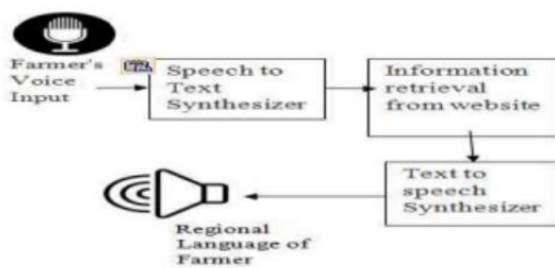 Farmer's
Voice
Input
Speech to
Text
Synthesizer
Information
retrieval
from website
Text to
speech
Synthesizer
Regional
Language of
Farmer